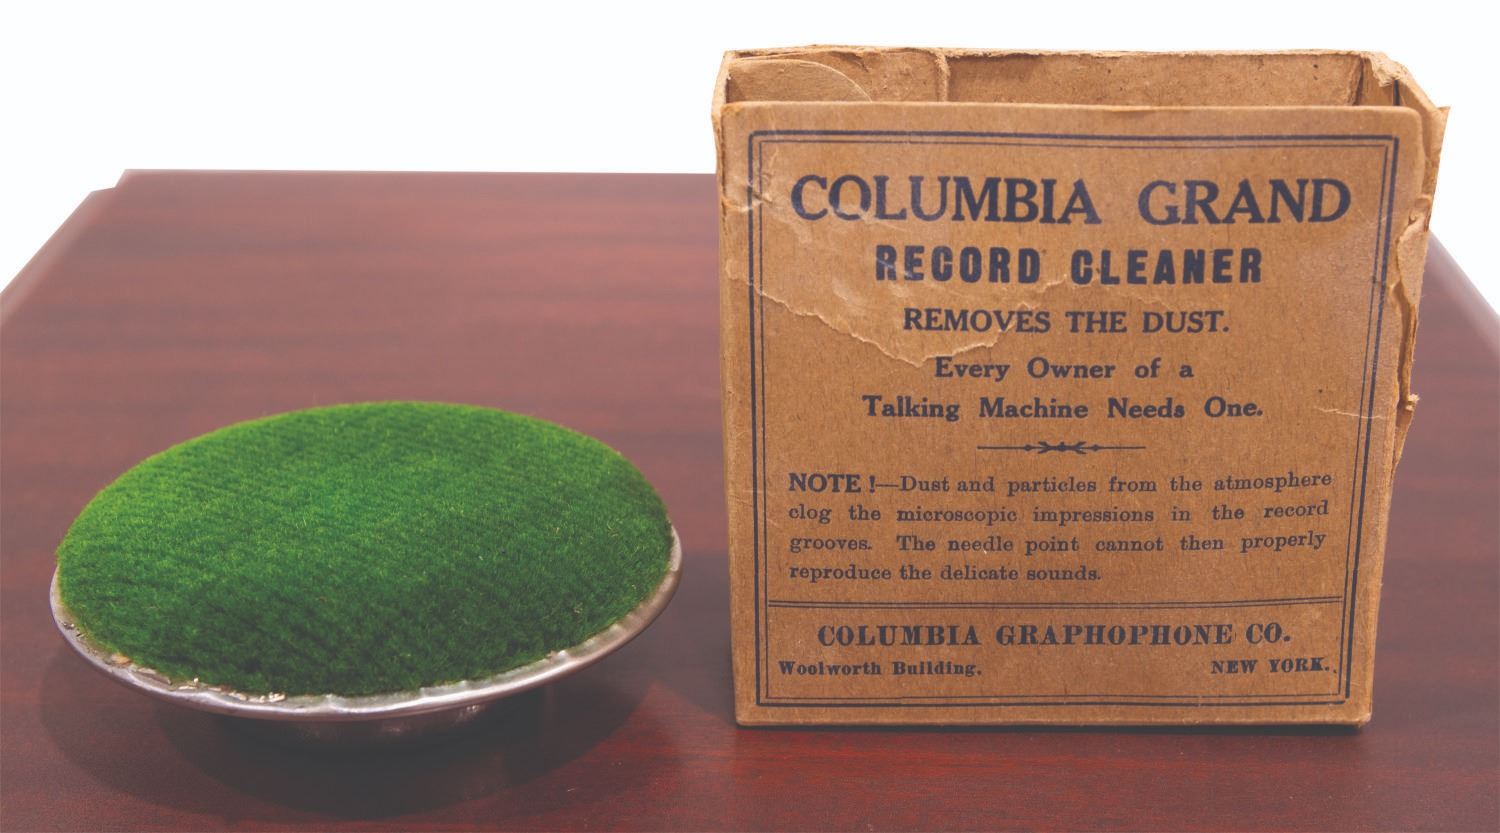 COLUMBIA GRAND
RECORD CLEANER
REMOVES THE DUST.
Every Owner of a
Talking Machine Needs One.
NOTE !—Dust and particles from the atmosphere
clog the microscopic impressions in the record
grooves. The needle point cannot then properly
reproduce the delicate sounds.
COLUMBIA GRAPHOPHONE CO.
Woolworth Building. NEW YORK.